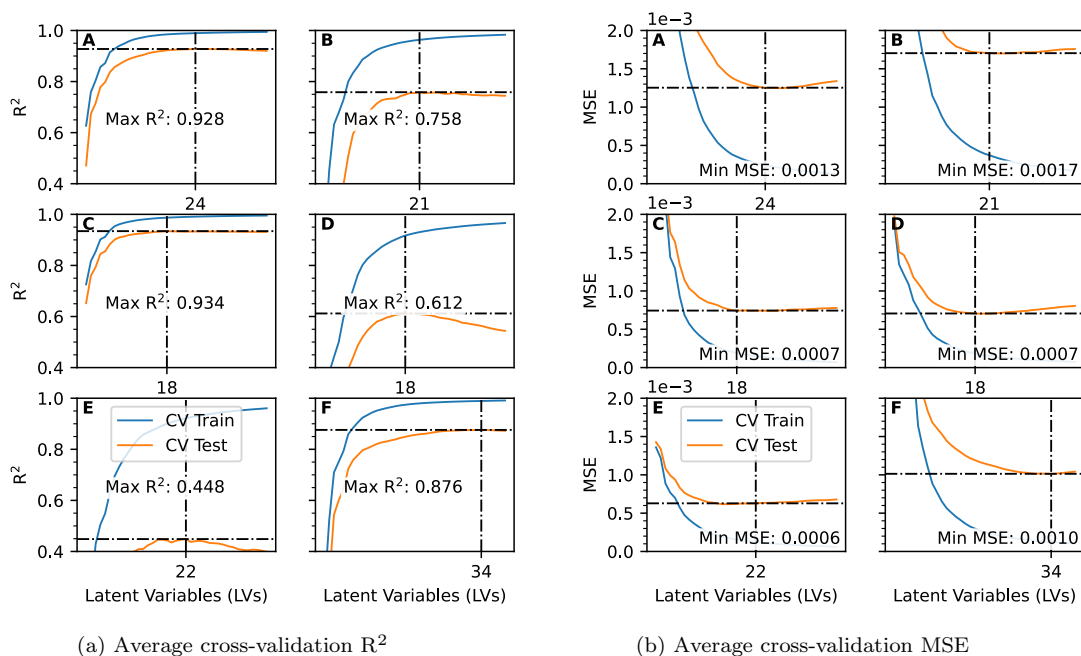 1e−3
A
B
A
B
1.0
0.8
0.6
0.4
R²
Max R²: 0.928
Max R²: 0.758
24
21
2.0
1.5
1.0
0.5
0.0
MSE
Min MSE: 0.0013
Min MSE: 0.0017
24
21
C
D
C
D
1.0
0.8
0.6
0.4
R²
Max R²: 0.934
Max R²: 0.612
18
18
2.0
1.5
1.0
0.5
0.0
MSE
Min MSE: 0.0007
Min MSE: 0.0007
18
18
1e−3
E
F
E
F
CV Train
CV Test
CV Train
CV Test
1.0
0.8
0.6
0.4
R²
Max R²: 0.448
Max R²: 0.876
22
34
2.0
1.5
1.0
0.5
0.0
MSE
Min MSE: 0.0006
Min MSE: 0.0010
22
34
Latent Variables (LVs)
Latent Variables (LVs)
Latent Variables (LVs)
Latent Variables (LVs)
(a) Average cross-validation R²
(b) Average cross-validation MSE